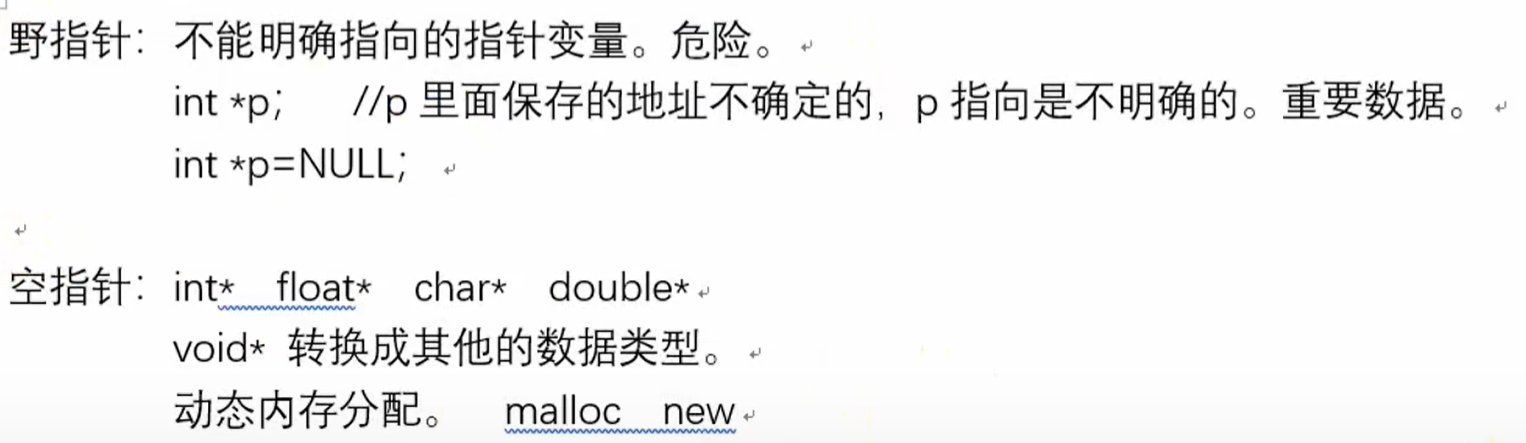 野指针：不能明确指向的指针变量。危险。
int *p； //p 里面保存的地址不确定的，p 指向是不明确的。重要数据。
int *p=NULL；
空指针：int* float* char* double*
void* 转换成其他的数据类型。
动态内存分配。 malloc new